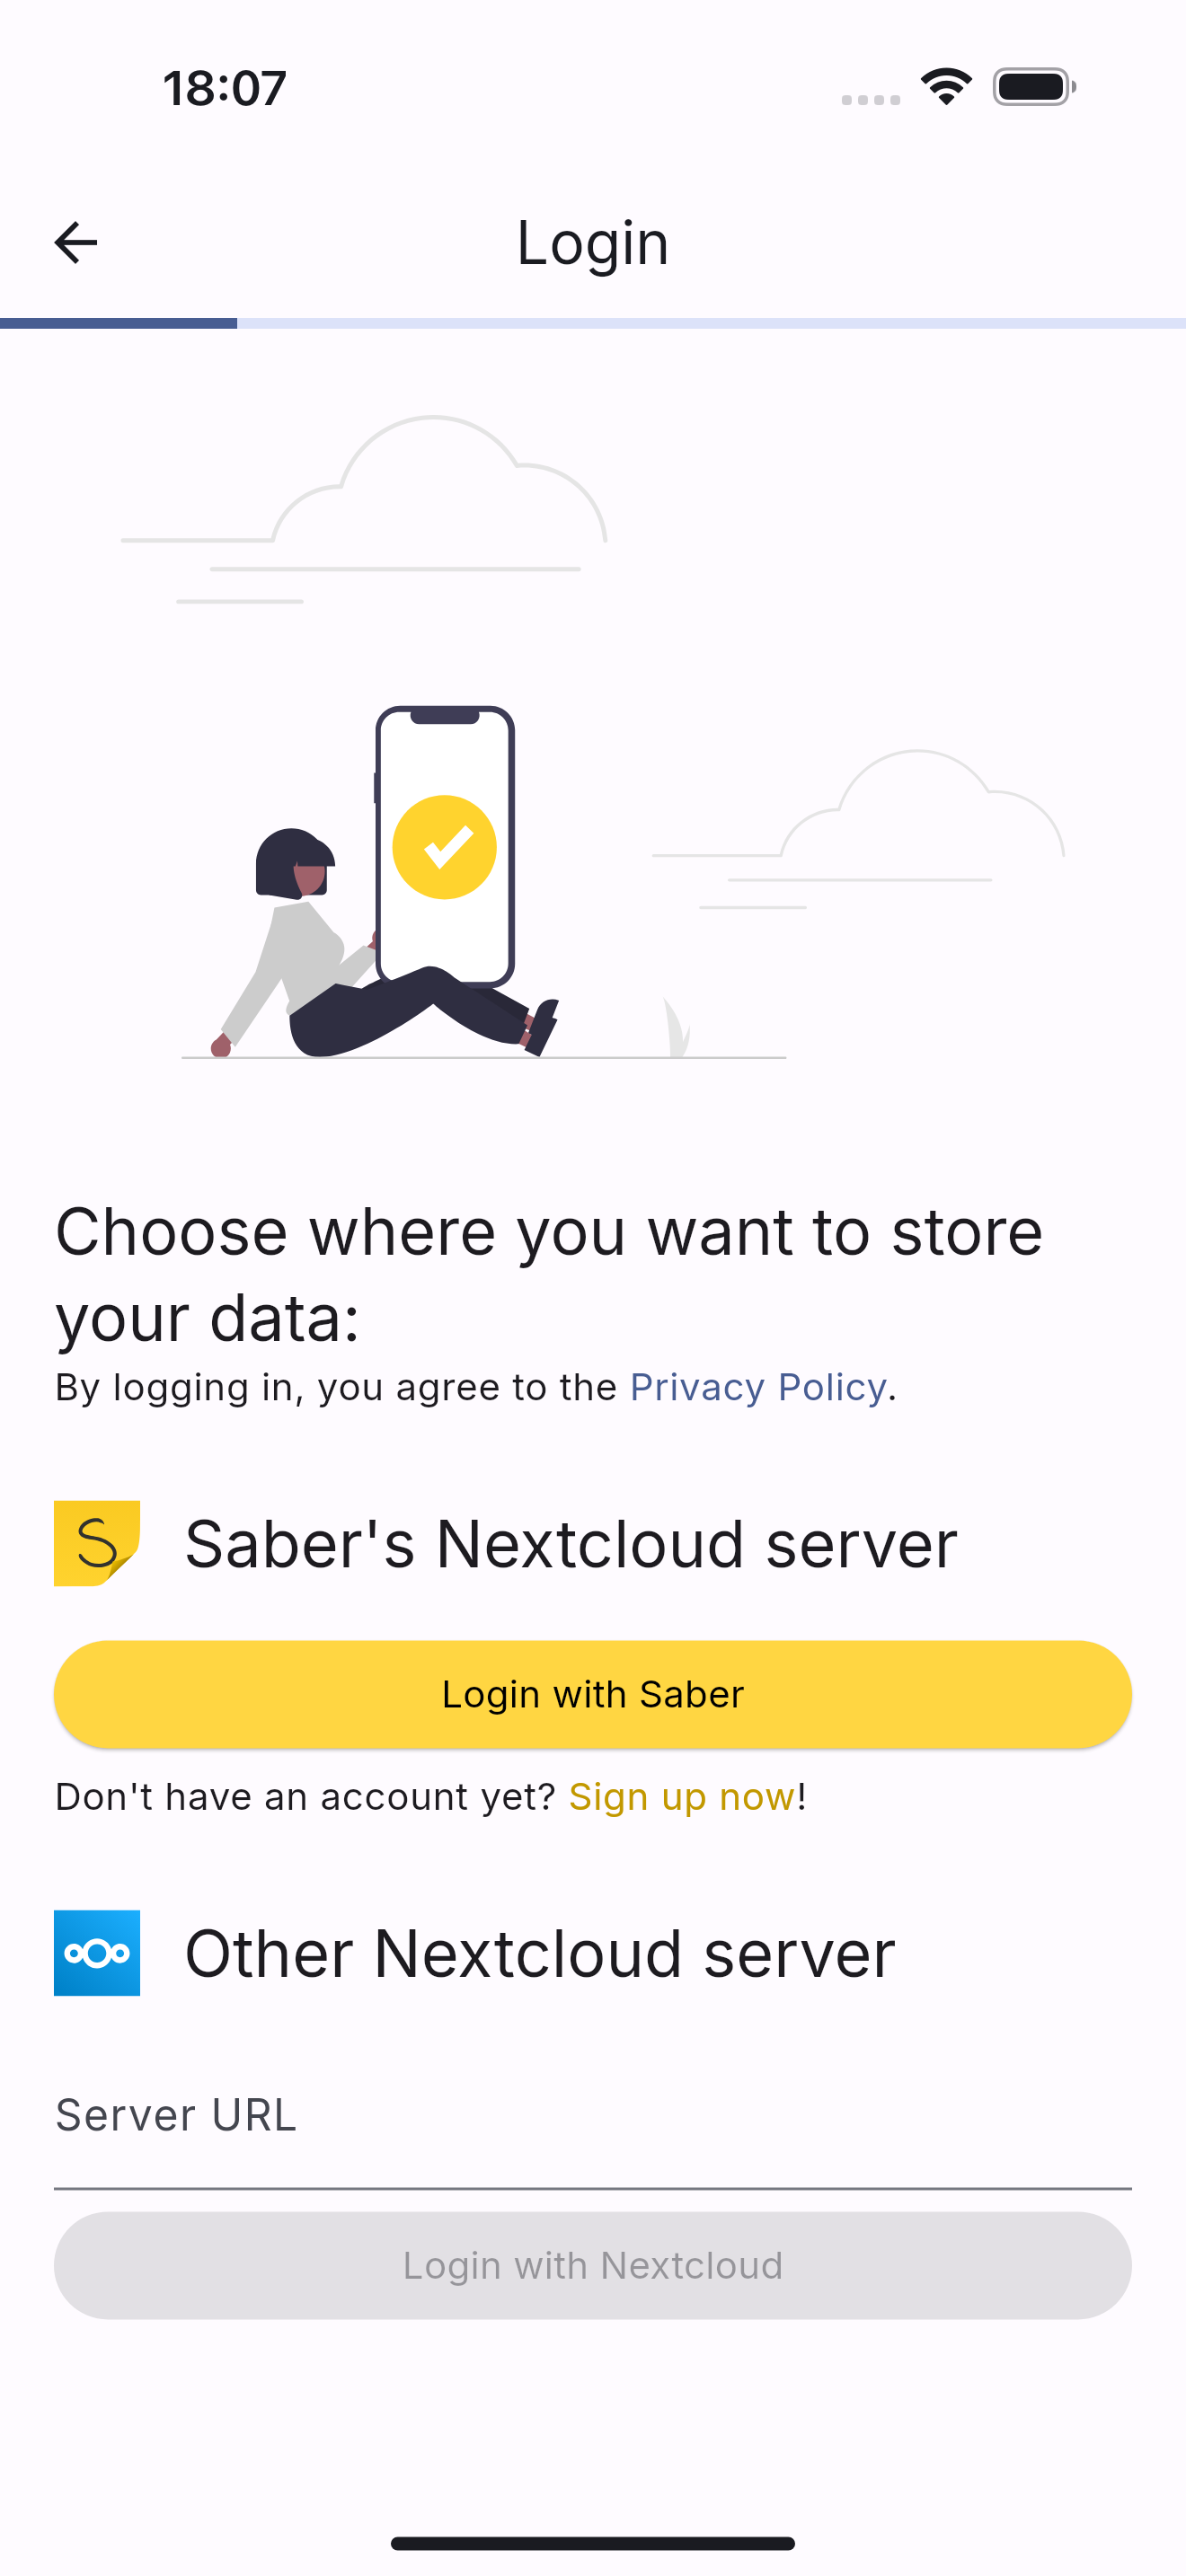 18:07
Login
Choose where you want to store
your data:
By logging in, you agree to the Privacy Policy.
S
Saber's Nextcloud server
Login with Saber
Don't have an account yet? Sign up now!
Other Nextcloud server
Server URL
Login with Nextcloud